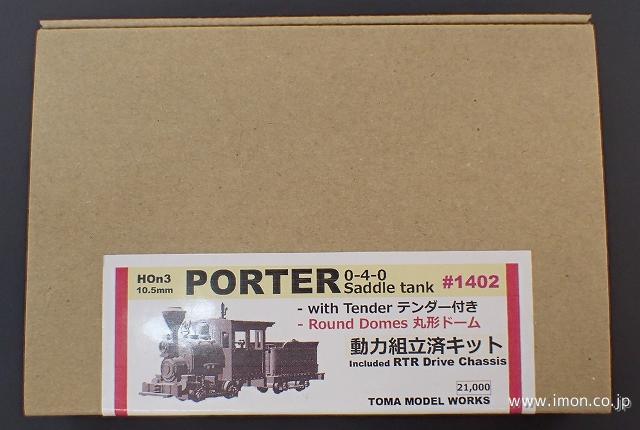 HOn3
10.5mm
PORTER
0-4-0
Saddle tank
#1402
- with Tender テンダー付き
- Round Domes 丸形ドーム
動力組立済キット
Included RTR Drive Chassis
21,000
TOMA MODEL WORKS
www.imon.co.jp